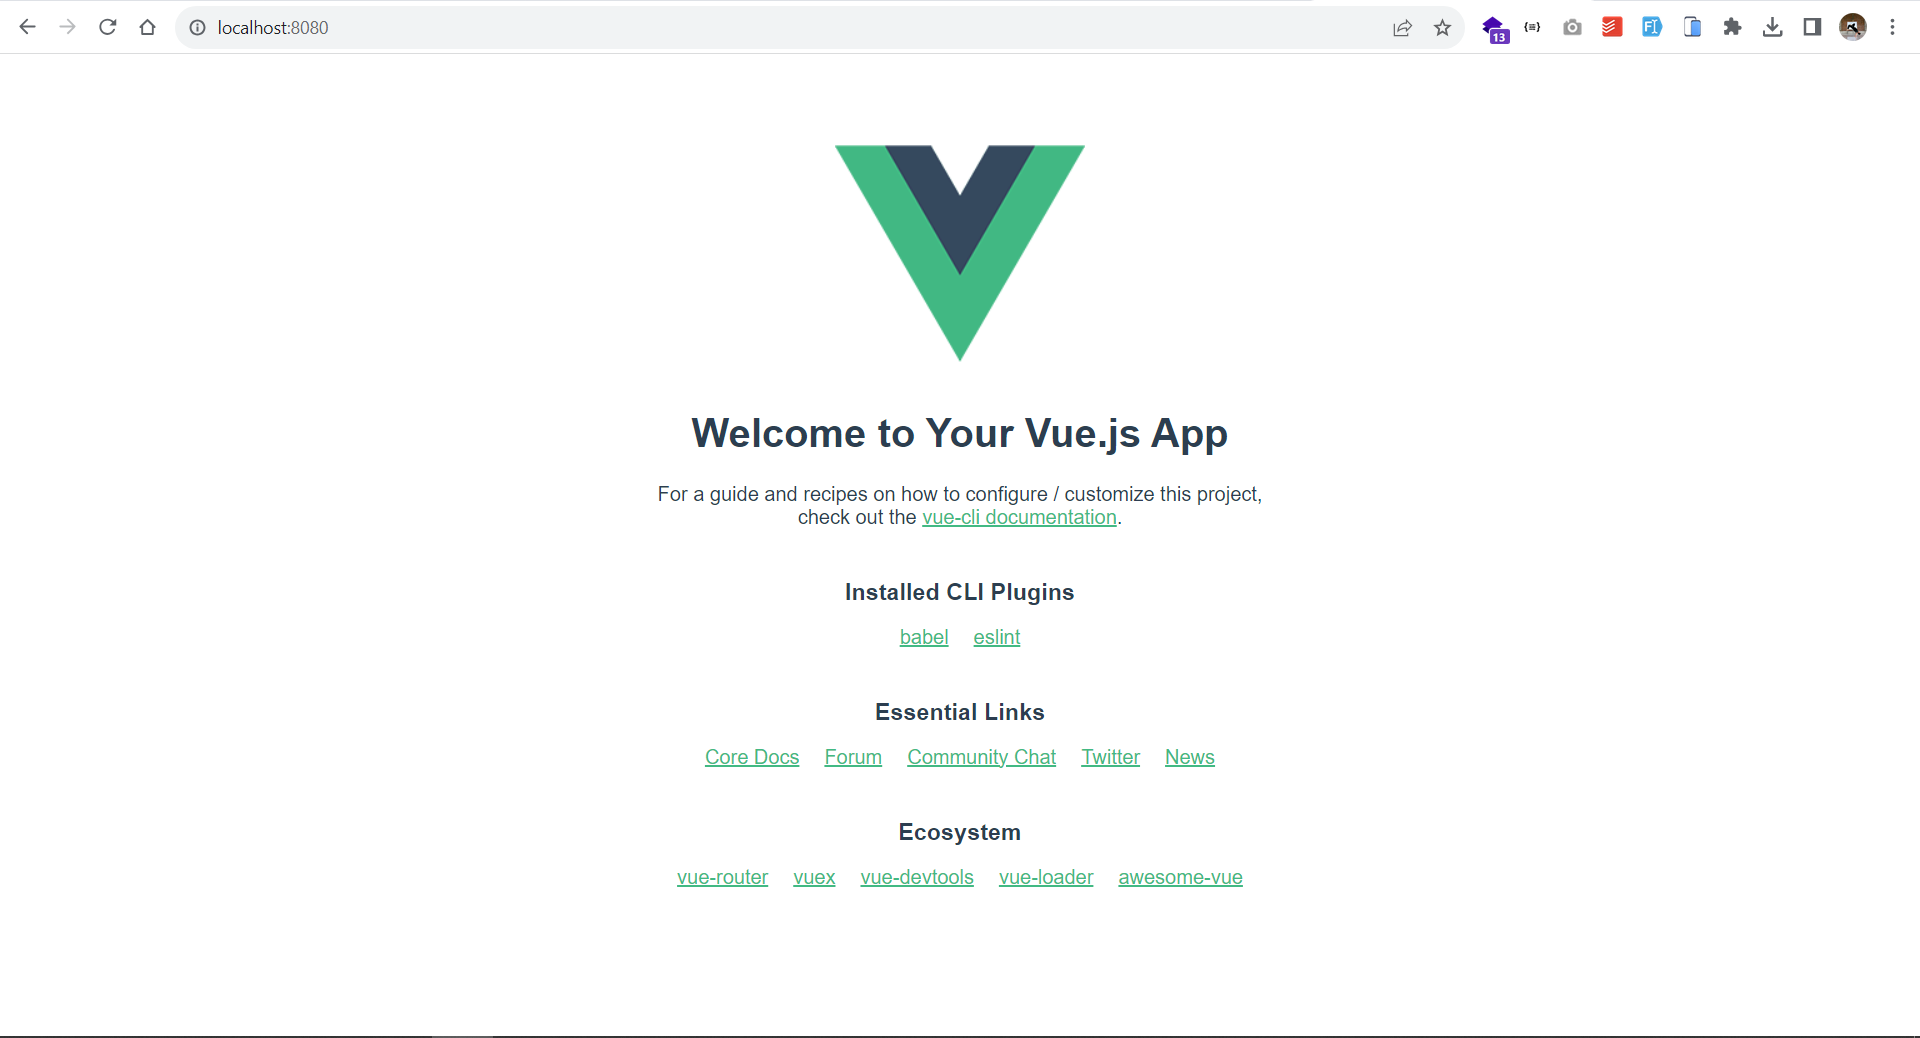 localhost:8080
13
Welcome to Your Vue.js App
For a guide and recipes on how to configure / customize this project,
check out the vue-cli documentation.
Installed CLI Plugins
babel eslint
Essential Links
Core Docs Forum Community Chat Twitter News
Ecosystem
vue-router vuex vue-devtools vue-loader awesome-vue